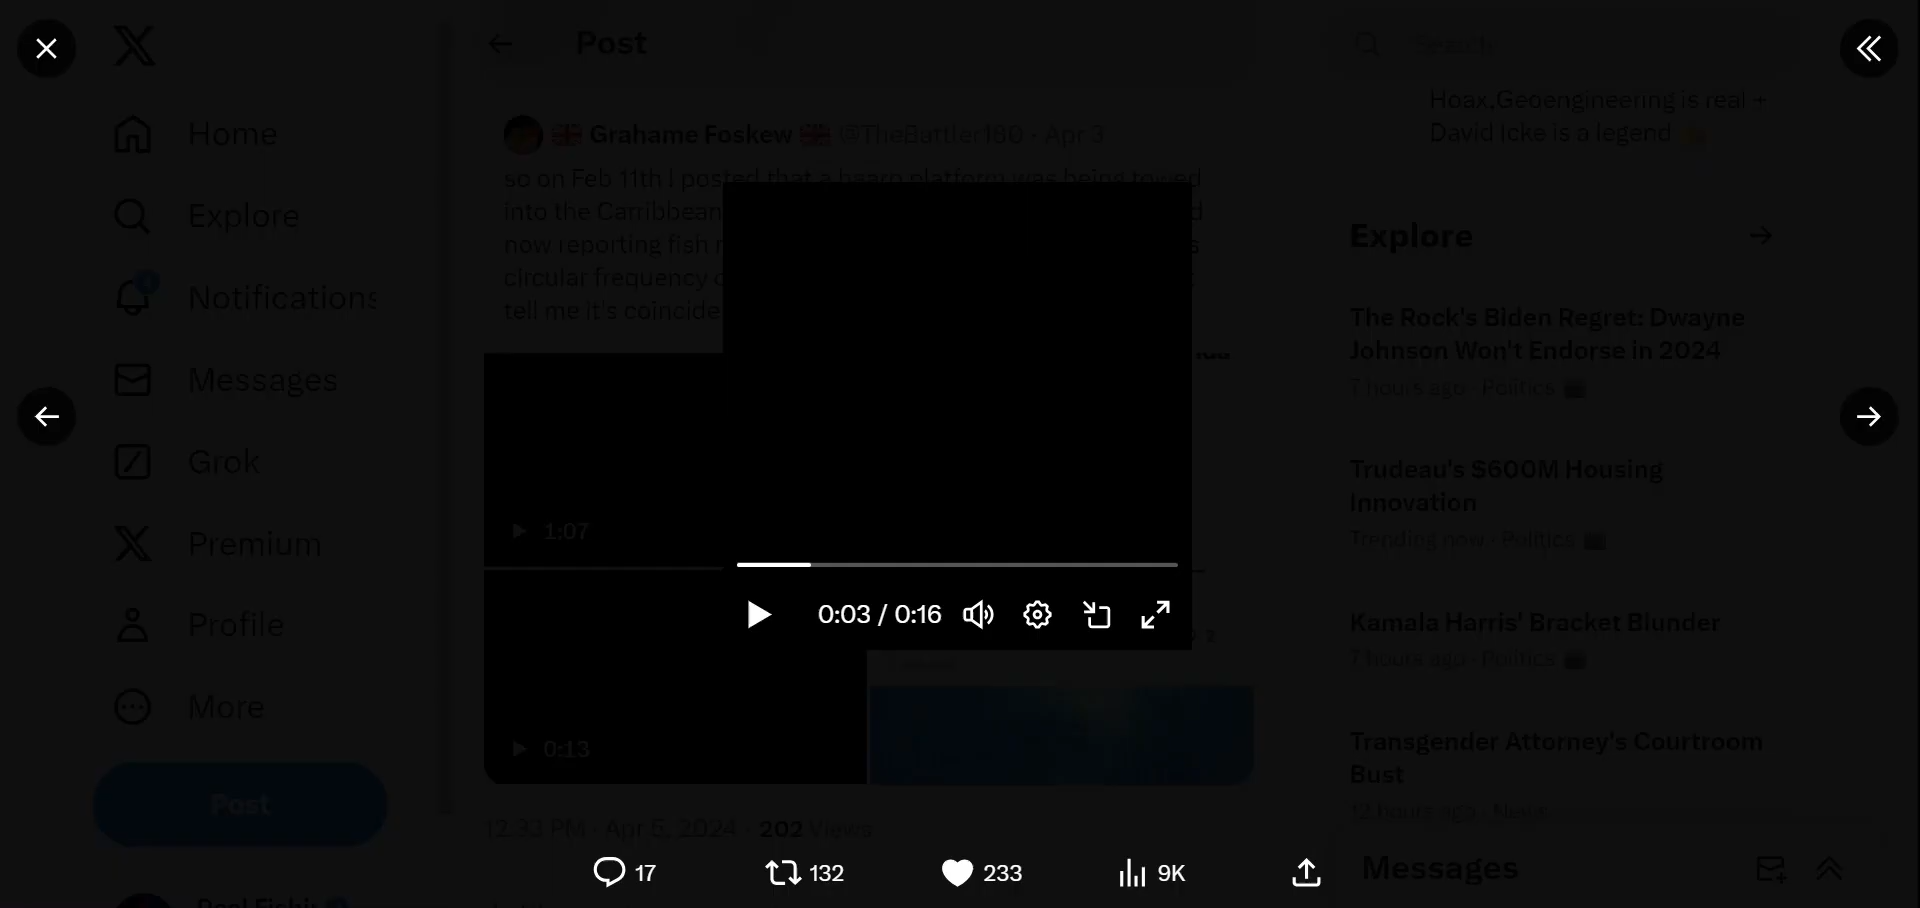 Home
Explore
Notifications
Messages
Grok
Premium
Profile
More
Post
Post
Grahame Foskew @TheBattler180 · Apr 3
so on Feb 11th I posted that a haarp platform was being towed
into the Carribbean
now reporting fish
circular frequency
tell me it's coincide
1:07
0:13
0:03 / 0:16
12:33 PM · Apr 5, 2024 · 202 Views
17
132
233
9K
Search
Hoax,Geoengineering is real +
David Icke is a legend
Explore
The Rock's Biden Regret: Dwayne
Johnson Won't Endorse in 2024
7 hours ago · Politics
Trudeau's $600M Housing
Innovation
Trending now · Politics
Kamala Harris' Bracket Blunder
7 hours ago · Politics
Transgender Attorney's Courtroom
Bust
12 hours ago · News
Messages